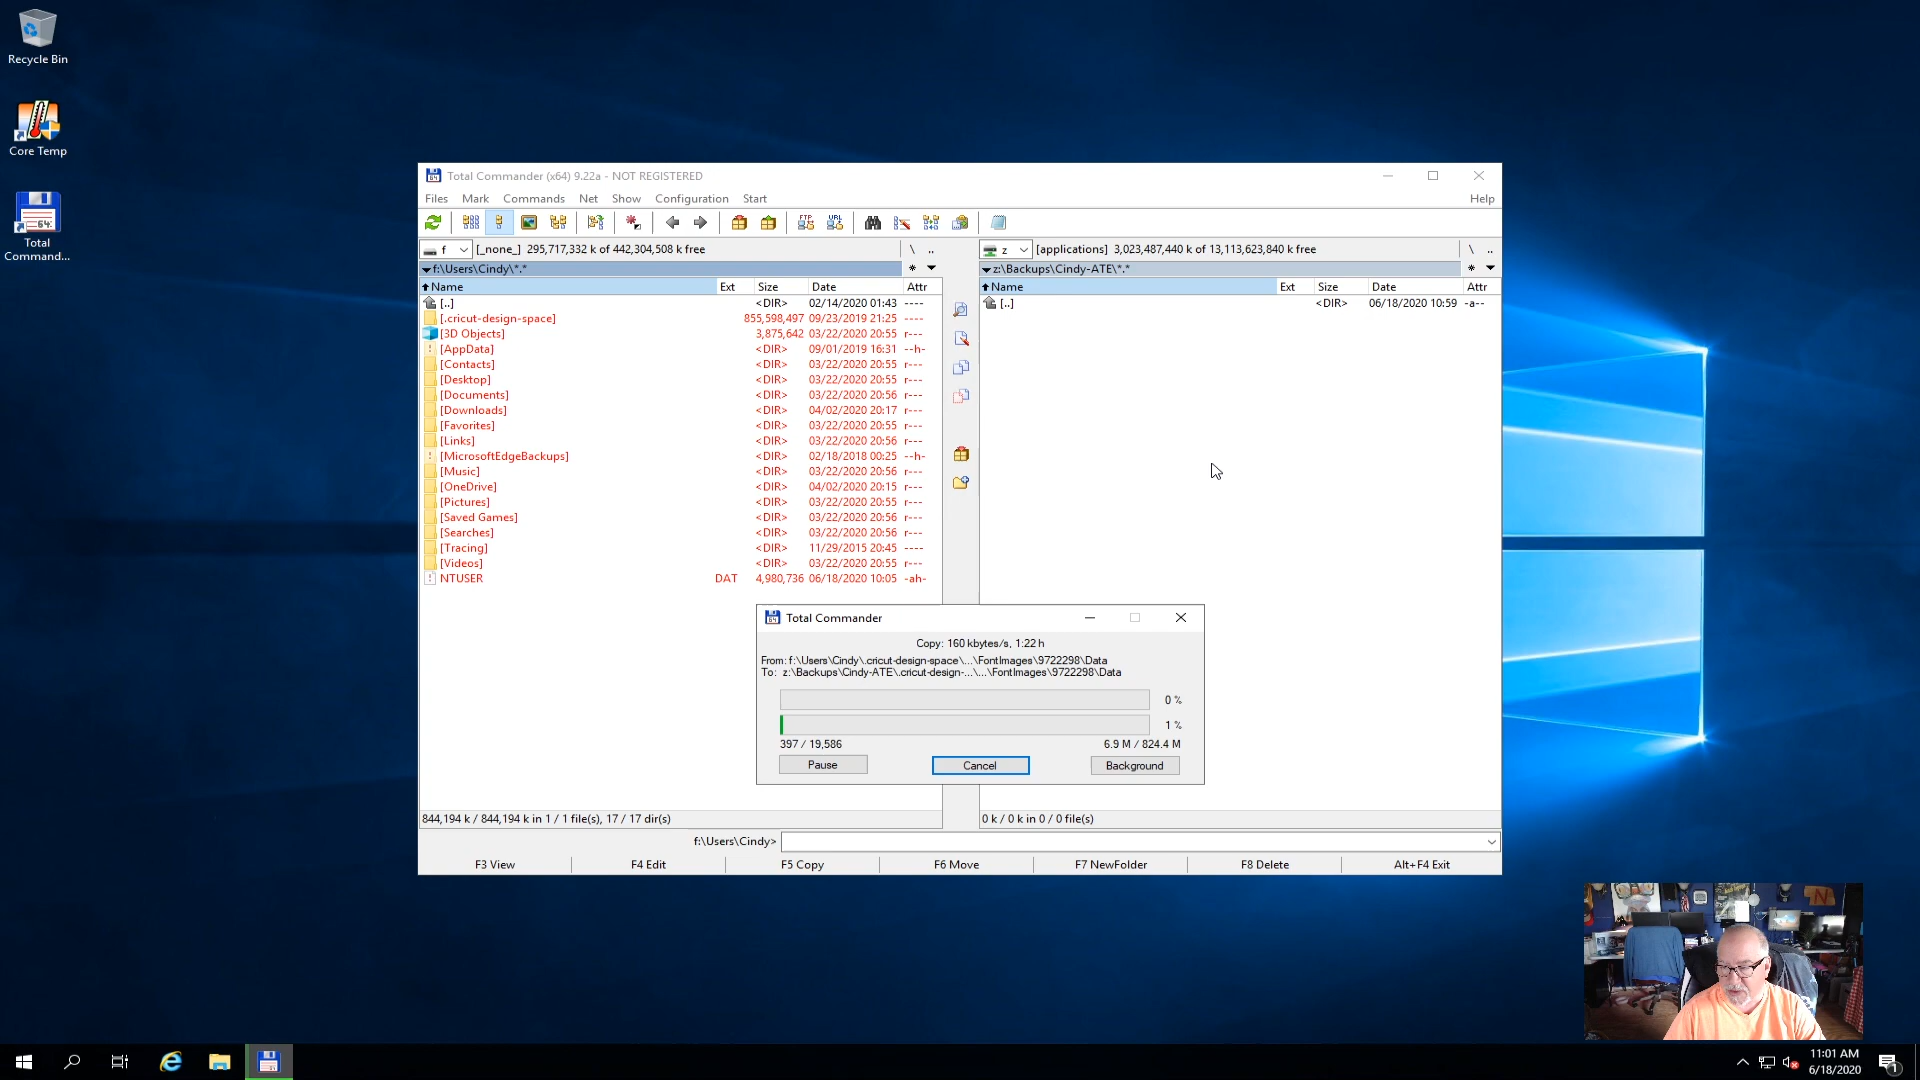 Recycle Bin
Core Temp
Total
Command...
Total Commander (x64) 9.22a - NOT REGISTERED
Files Mark Commands Net Show Configuration Start Help
FTP URL
f [_none_] 295,717,332 k of 442,304,508 k free \ ..
z [applications] 3,023,487,440 k of 13,113,623,840 k free \ ..
f:\Users\Cindy\*.* *
z:\Backups\Cindy-ATE\*.* *
Name Ext Size Date Attr
Name Ext Size Date Attr
[..] <DIR> 02/14/2020 01:43 ----
[..] <DIR> 06/18/2020 10:59 -a--
[.cricut-design-space] 855,598,497 09/23/2019 21:25 ----
[3D Objects] 3,875,642 03/22/2020 20:55 r---
[AppData] <DIR> 09/01/2019 16:31 --h-
[Contacts] <DIR> 03/22/2020 20:55 r---
[Desktop] <DIR> 03/22/2020 20:55 r---
[Documents] <DIR> 03/22/2020 20:56 r---
[Downloads] <DIR> 04/02/2020 20:17 r---
[Favorites] <DIR> 03/22/2020 20:55 r---
[Links] <DIR> 03/22/2020 20:56 r---
[MicrosoftEdgeBackups] <DIR> 02/18/2018 00:25 --h-
[Music] <DIR> 03/22/2020 20:56 r---
[OneDrive] <DIR> 04/02/2020 20:15 r---
[Pictures] <DIR> 03/22/2020 20:55 r---
[Saved Games] <DIR> 03/22/2020 20:56 r---
[Searches] <DIR> 03/22/2020 20:56 r---
[Tracing] <DIR> 11/29/2015 20:45 ----
[Videos] <DIR> 03/22/2020 20:55 r---
NTUSER DAT 4,980,736 06/18/2020 10:05 -ah-
Total Commander
Copy: 160 kbytes/s, 1:22 h
From: f:\Users\Cindy\.cricut-design-space\...\FontImages\9722298\Data
To: z:\Backups\Cindy-ATE\.cricut-design-...\...\FontImages\9722298\Data
0 %
1 %
397 / 19,586 6.9 M / 824.4 M
Pause Cancel Background
844,194 k / 844,194 k in 1 / 1 file(s), 17 / 17 dir(s)
0 k / 0 k in 0 / 0 file(s)
f:\Users\Cindy>
F3 View F4 Edit F5 Copy F6 Move F7 NewFolder F8 Delete Alt+F4 Exit
11:01 AM
6/18/2020
1